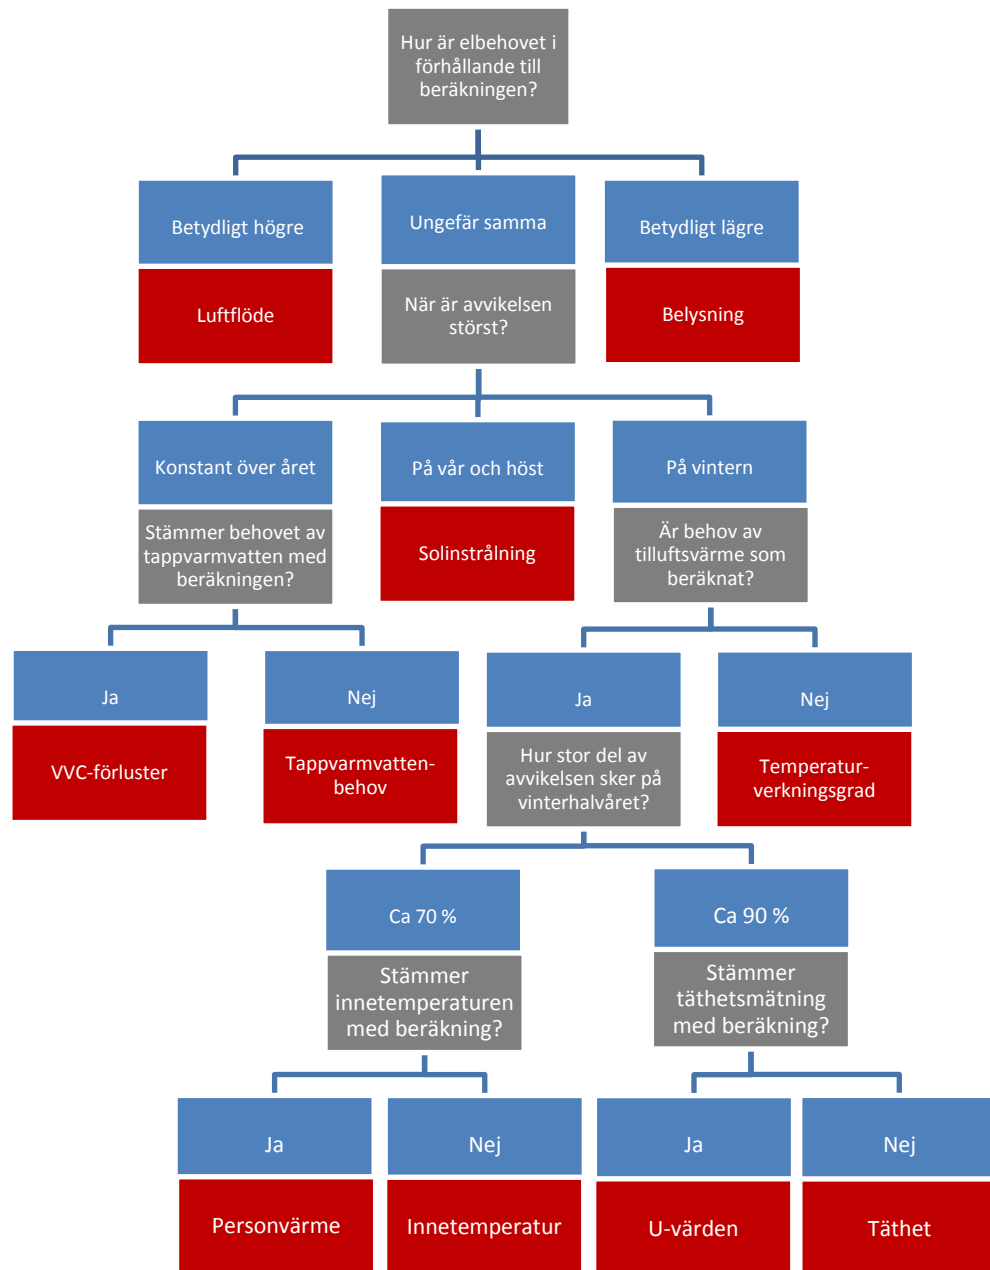 Hur är elbehovet i
förhållande till
beräkningen?
Betydligt högre
Ungefär samma
Betydligt lägre
Luftflöde
När är avvikelsen
störst?
Belysning
Konstant över året
På vår och höst
På vintern
Stämmer behovet av
tappvarmvatten med
beräkningen?
Solinstrålning
Är behov av
tilluftsvärme som
beräknat?
Ja
Nej
Ja
Nej
VVC-förluster
Tappvarmvatten-
behov
Hur stor del av
avvikelsen sker på
vinterhalvåret?
Temperatur-
verkningsgrad
Ca 70 %
Ca 90 %
Stämmer
innetemperaturen
med beräkning?
Stämmer
täthetsmätning
med beräkning?
Ja
Nej
Ja
Nej
Personvärme
Innetemperatur
U-värden
Täthet